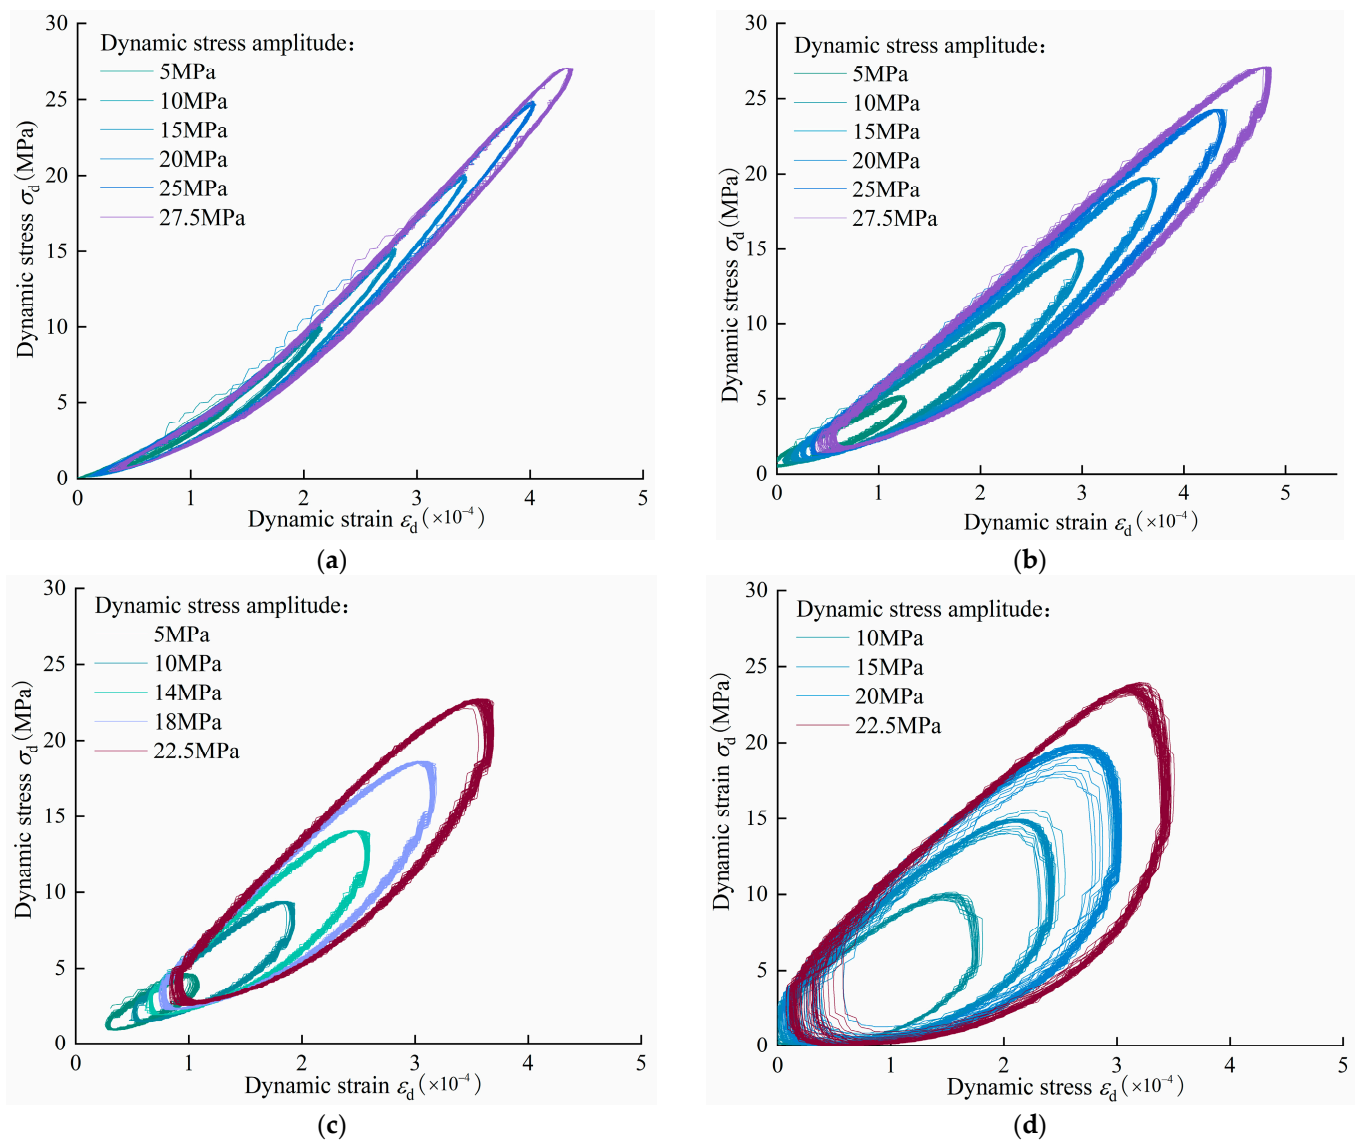 Dynamic stress amplitude:
5MPa
10MPa
15MPa
20MPa
25MPa
27.5MPa
30
25
20
15
10
5
0
0 1 2 3 4 5
Dynamic stress σd(MPa)
Dynamic strain εd(×10⁻⁴)
(a)
Dynamic stress amplitude:
5MPa
10MPa
15MPa
20MPa
25MPa
27.5MPa
30
25
20
15
10
5
0
0 1 2 3 4 5
Dynamic stress σd(MPa)
Dynamic strain εd(×10⁻⁴)
(b)
Dynamic stress amplitude:
5MPa
10MPa
14MPa
18MPa
22.5MPa
30
25
20
15
10
5
0
0 1 2 3 4 5
Dynamic stress σd(MPa)
Dynamic strain εd(×10⁻⁴)
(c)
Dynamic stress amplitude:
10MPa
15MPa
20MPa
22.5MPa
30
25
20
15
10
5
0
0 1 2 3 4 5
Dynamic strain σd(MPa)
Dynamic stress εd(×10⁻⁴)
(d)